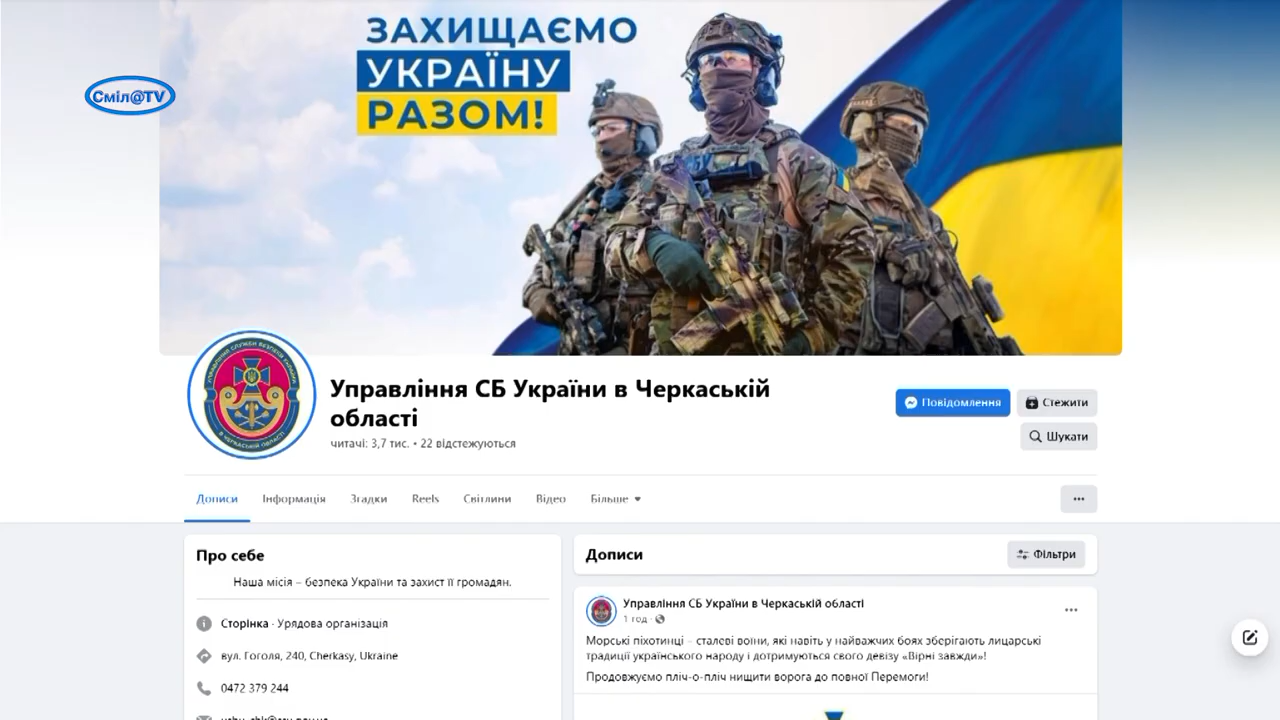 ЗАХИЩАЄМО
УКРАЇНУ
РАЗОМ!
Сміл@TV
Управління СБ України в Черкаській
області
читачі: 3,7 тис. • 22 відстежуються
Повідомлення
Стежити
Шукати
Дописи
Інформація
Згадки
Reels
Світлини
Відео
Більше
Про себе
Наша місія – безпека України та захист її громадян.
Сторінка · Урядова організація
вул. Гоголя, 240, Cherkasy, Ukraine
0472 379 244
Дописи
Фільтри
Управління СБ України в Черкаській області
1 год ·
Морські піхотинці – сталеві воїни, які навіть у найважчих боях зберігають лицарські
традиції українського народу і дотримуються свого девізу «Вірні завжди»!
Продовжуємо пліч-о-пліч нищити ворога до повної Перемоги!